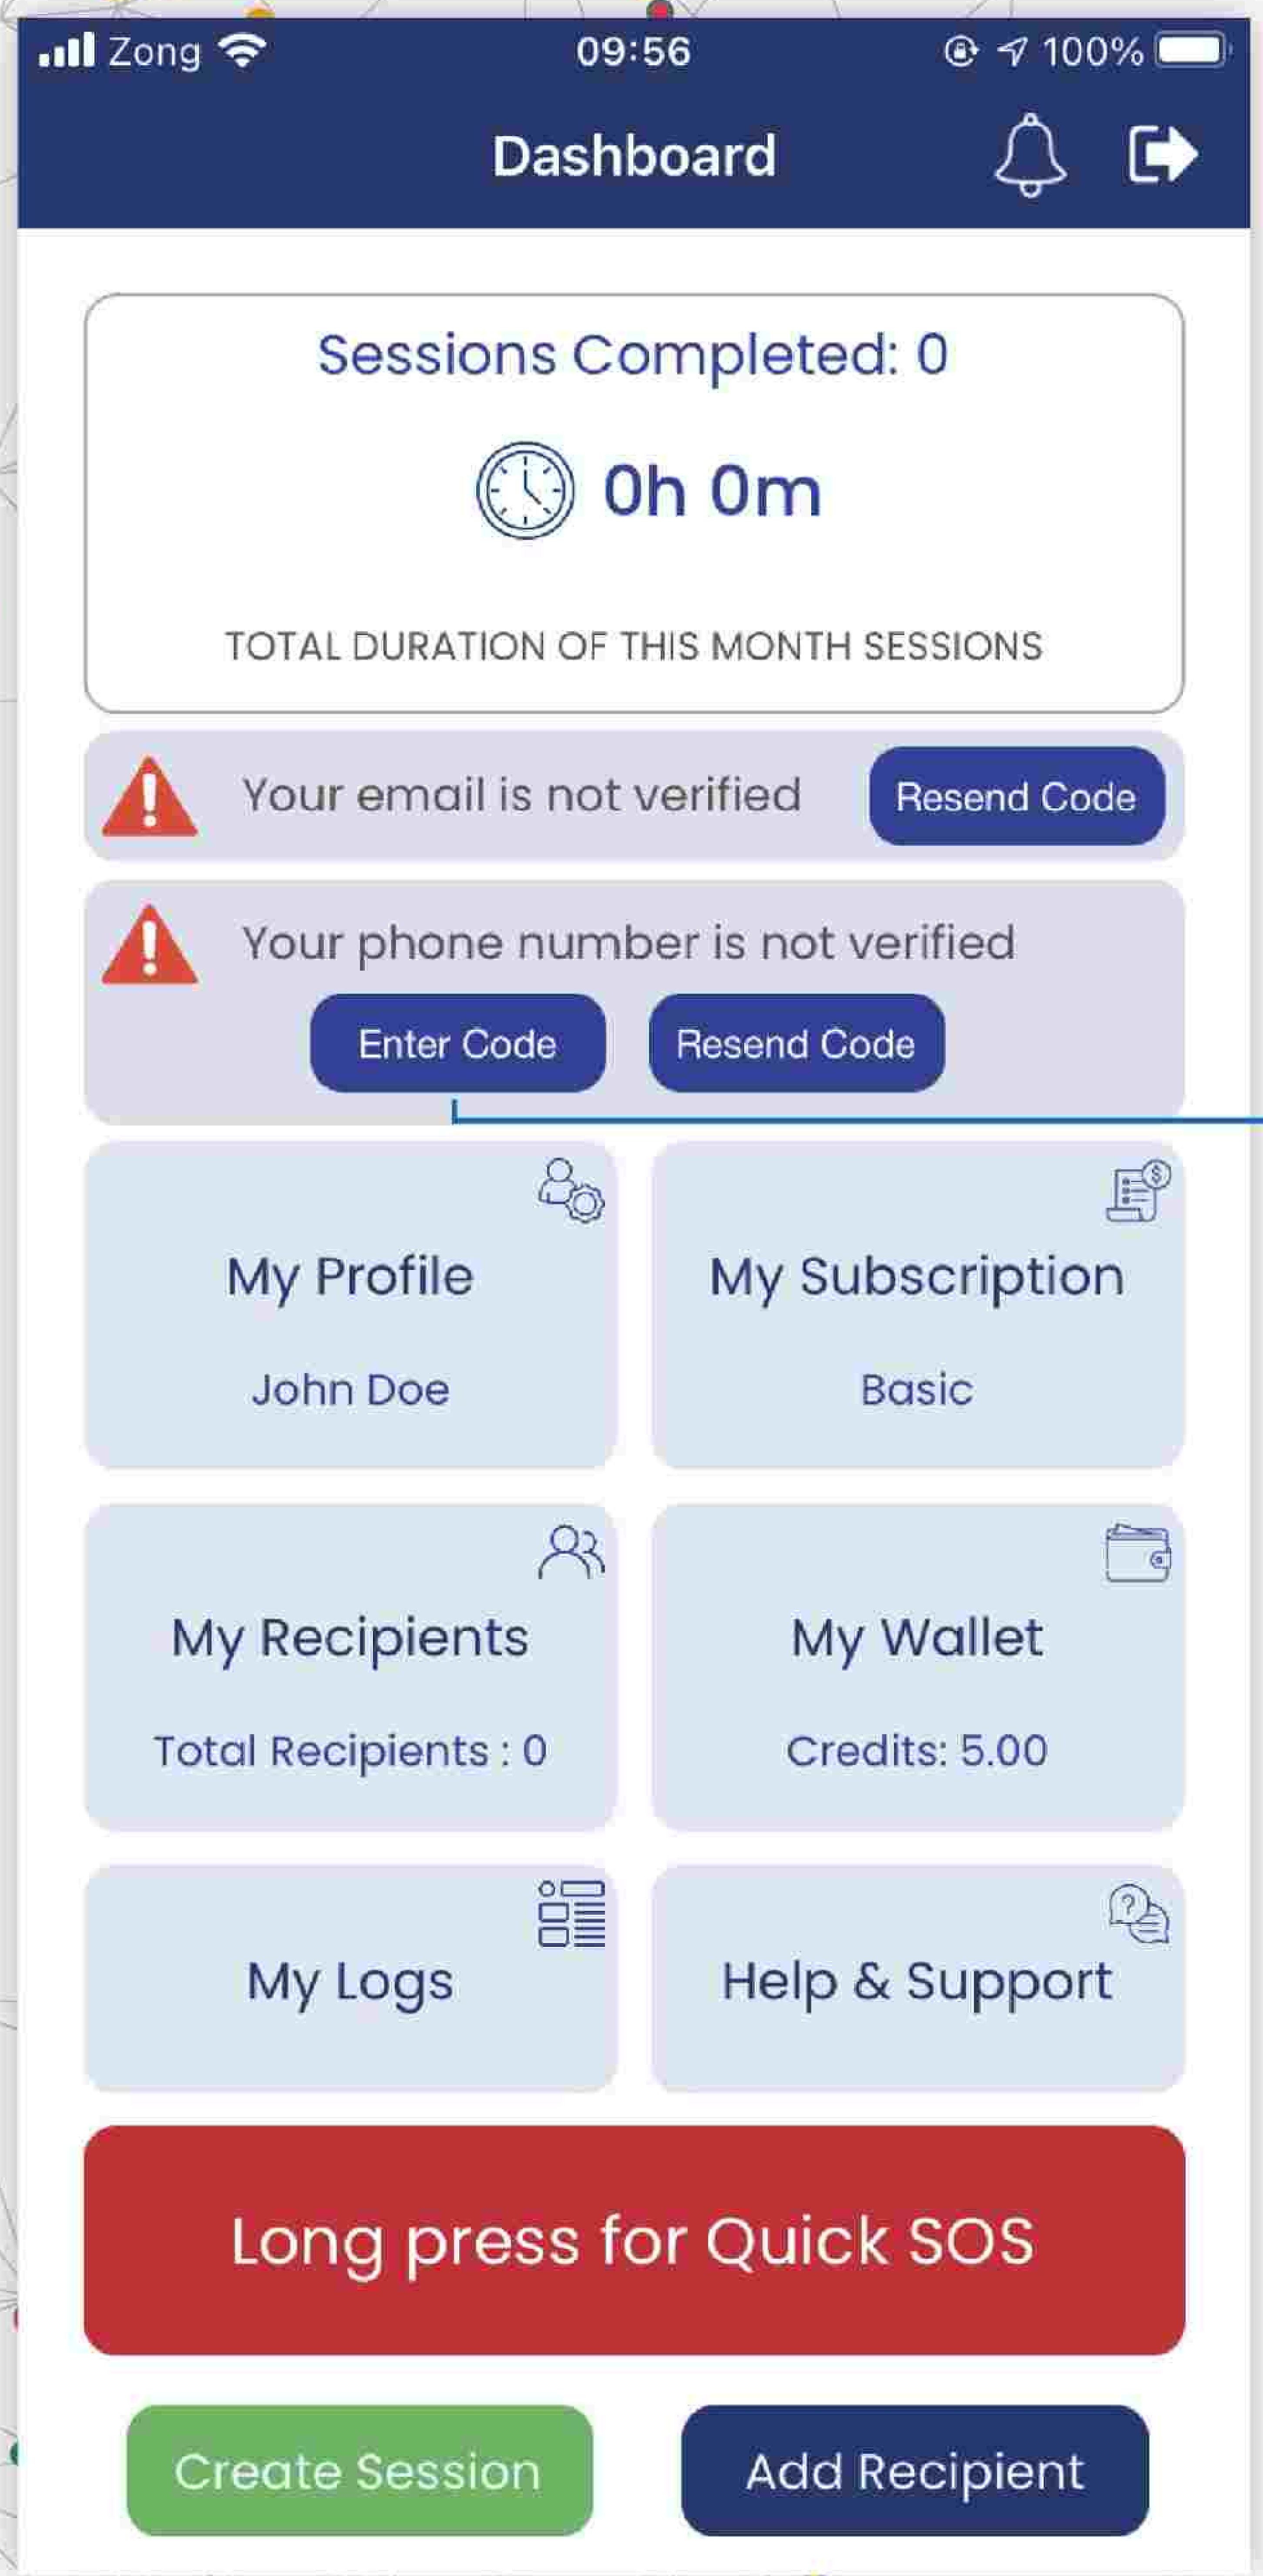 Zong 09:56 100%
Dashboard
Sessions Completed: 0
0h 0m
TOTAL DURATION OF THIS MONTH SESSIONS
Your email is not verified Resend Code
Your phone number is not verified
Enter Code Resend Code
My Profile
John Doe
My Subscription
Basic
My Recipients
Total Recipients : 0
My Wallet
Credits: 5.00
My Logs
Help & Support
Long press for Quick SOS
Create Session Add Recipient